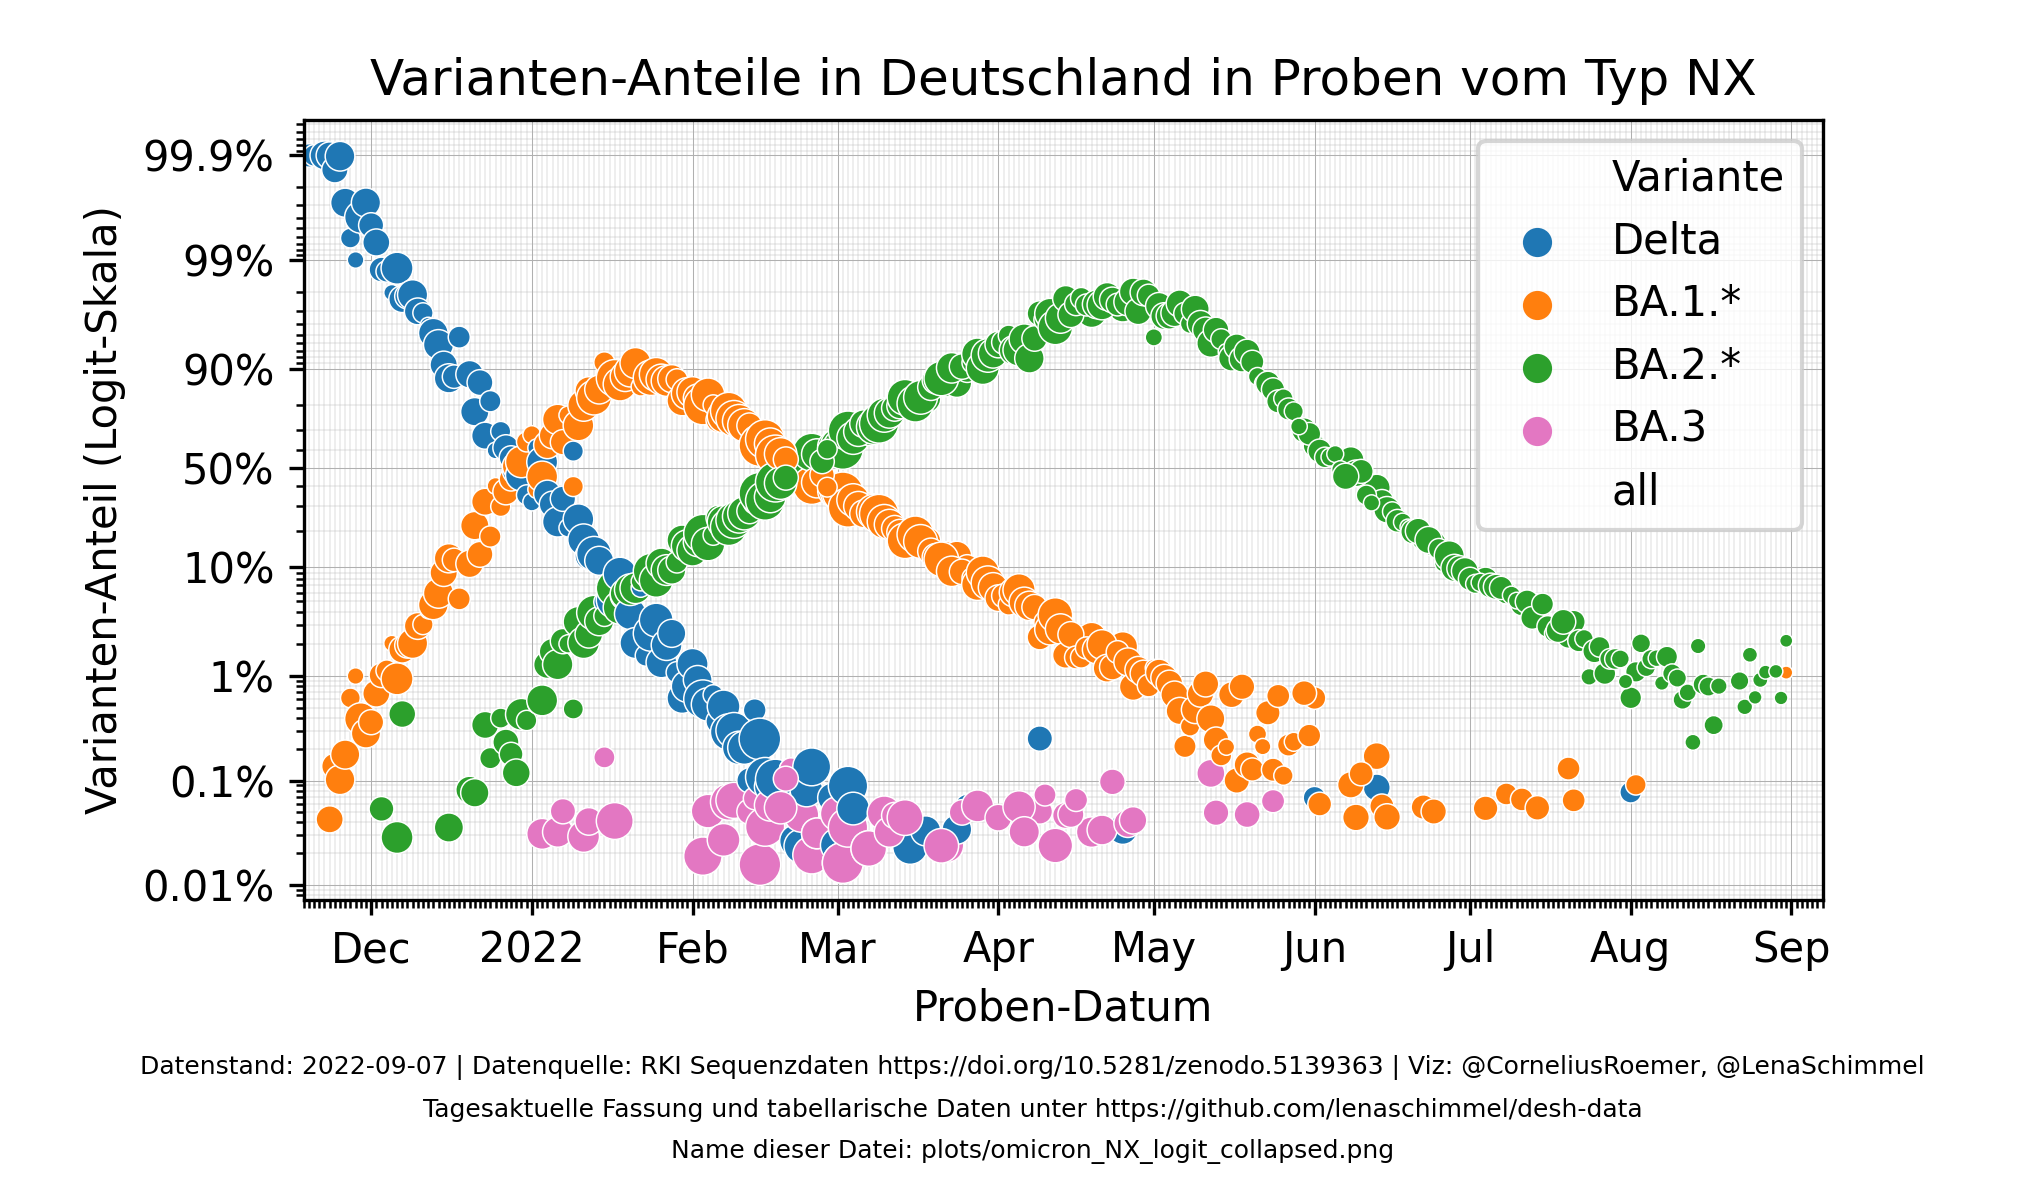 Varianten-Anteile in Deutschland in Proben vom Typ NX
Varianten-Anteil (Logit-Skala)
99.9%
99%
90%
50%
10%
1%
0.1%
0.01%
Variante
Delta
BA.1.*
BA.2.*
BA.3
all
Dec 2022 Feb Mar Apr May Jun Jul Aug Sep
Proben-Datum
Datenstand: 2022-09-07 | Datenquelle: RKI Sequenzdaten https://doi.org/10.5281/zenodo.5139363 | Viz: @CorneliusRoemer, @LenaSchimmel
Tagesaktuelle Fassung und tabellarische Daten unter https://github.com/lenaschimmel/desh-data
Name dieser Datei: plots/omicron_NX_logit_collapsed.png